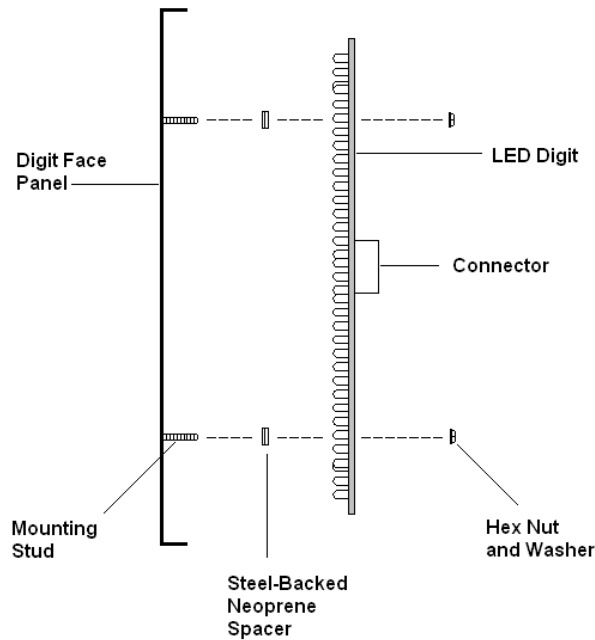 Digit Face
Panel
LED Digit
Connector
Mounting
Stud
Hex Nut
and Washer
Steel-Backed
Neoprene
Spacer